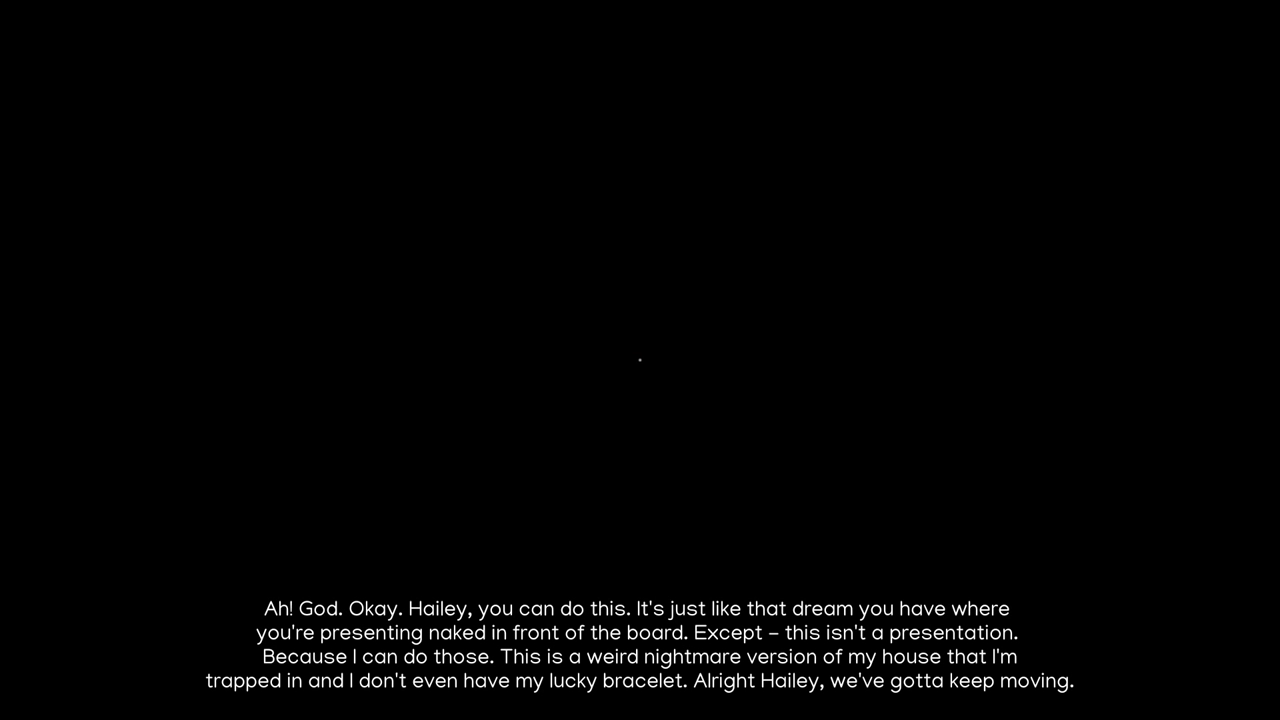 Ah! God. Okay. Hailey, you can do this. It's just like that dream you have where
you're presenting naked in front of the board. Except – this isn't a presentation.
Because I can do those. This is a weird nightmare version of my house that I'm
trapped in and I don't even have my lucky bracelet. Alright Hailey, we've gotta keep moving.